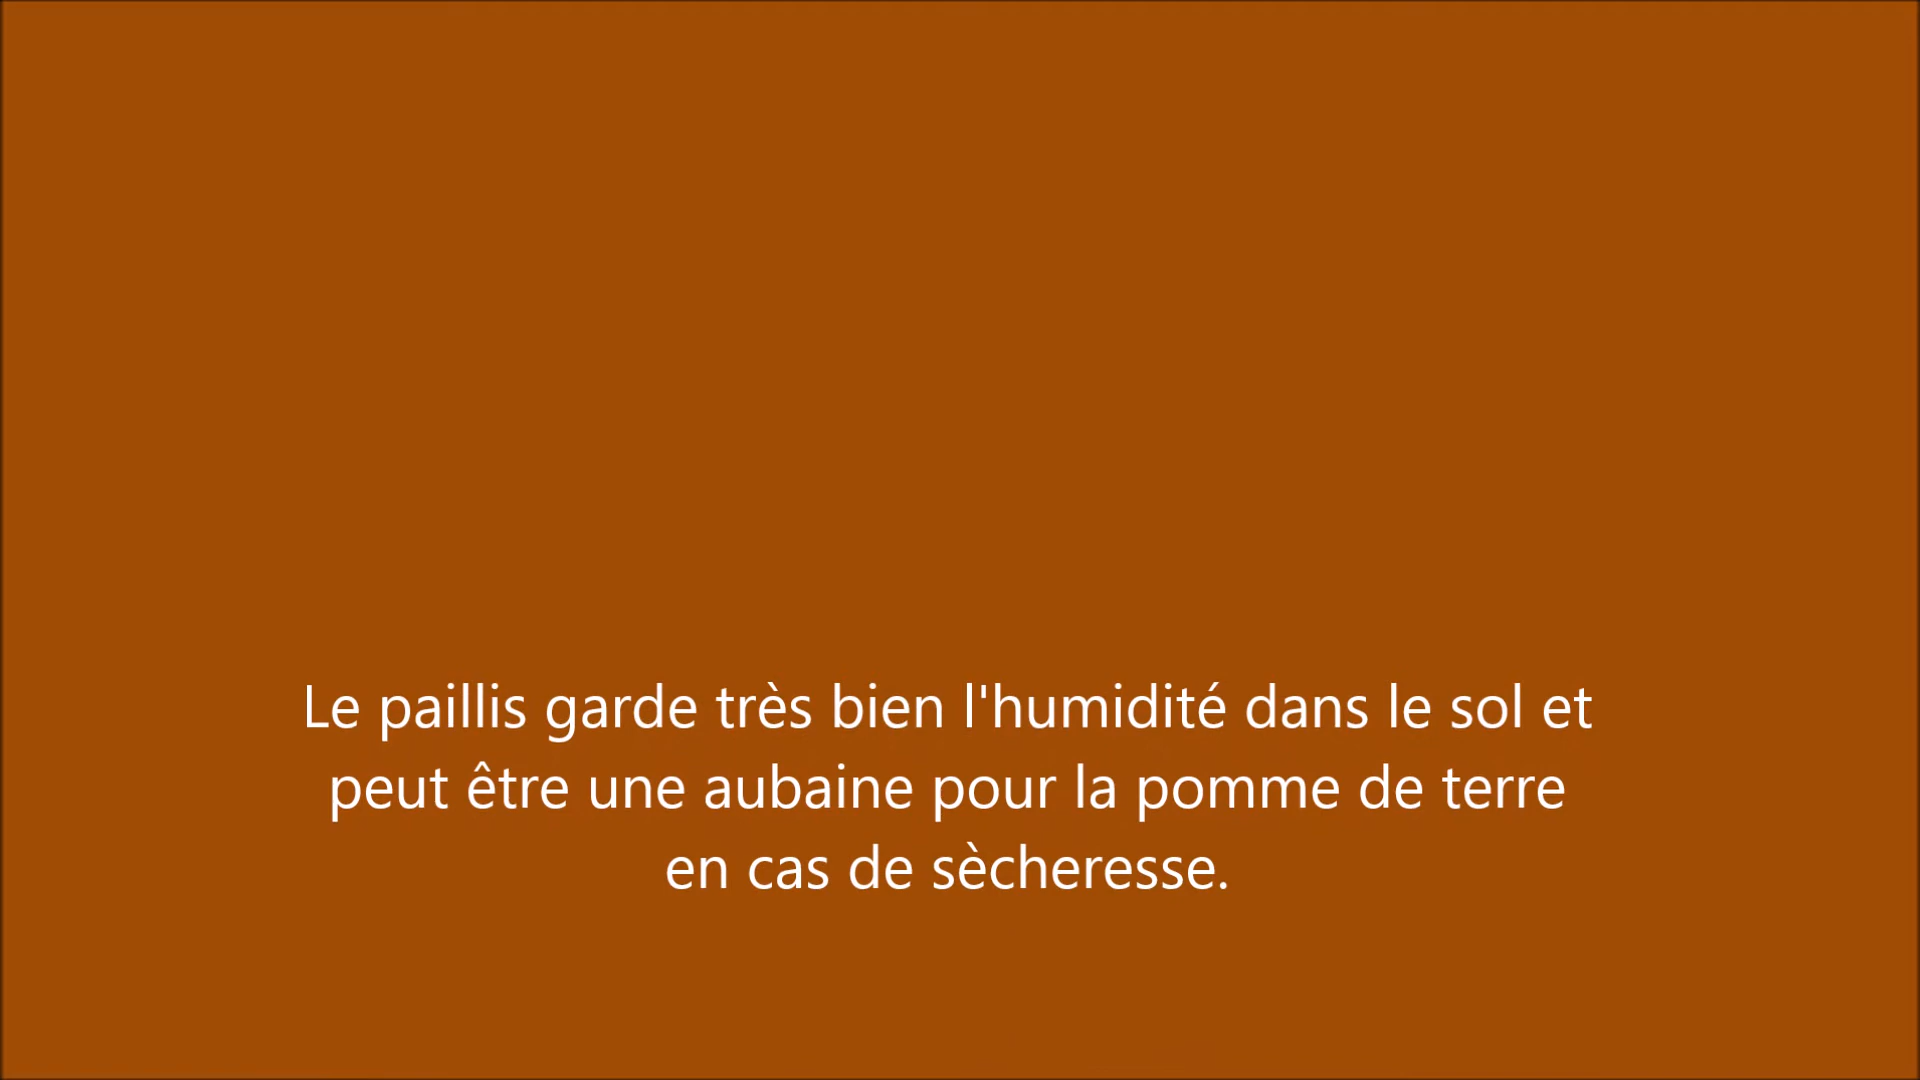 Le paillis garde très bien l'humidité dans le sol et
peut être une aubaine pour la pomme de terre
en cas de sècheresse.